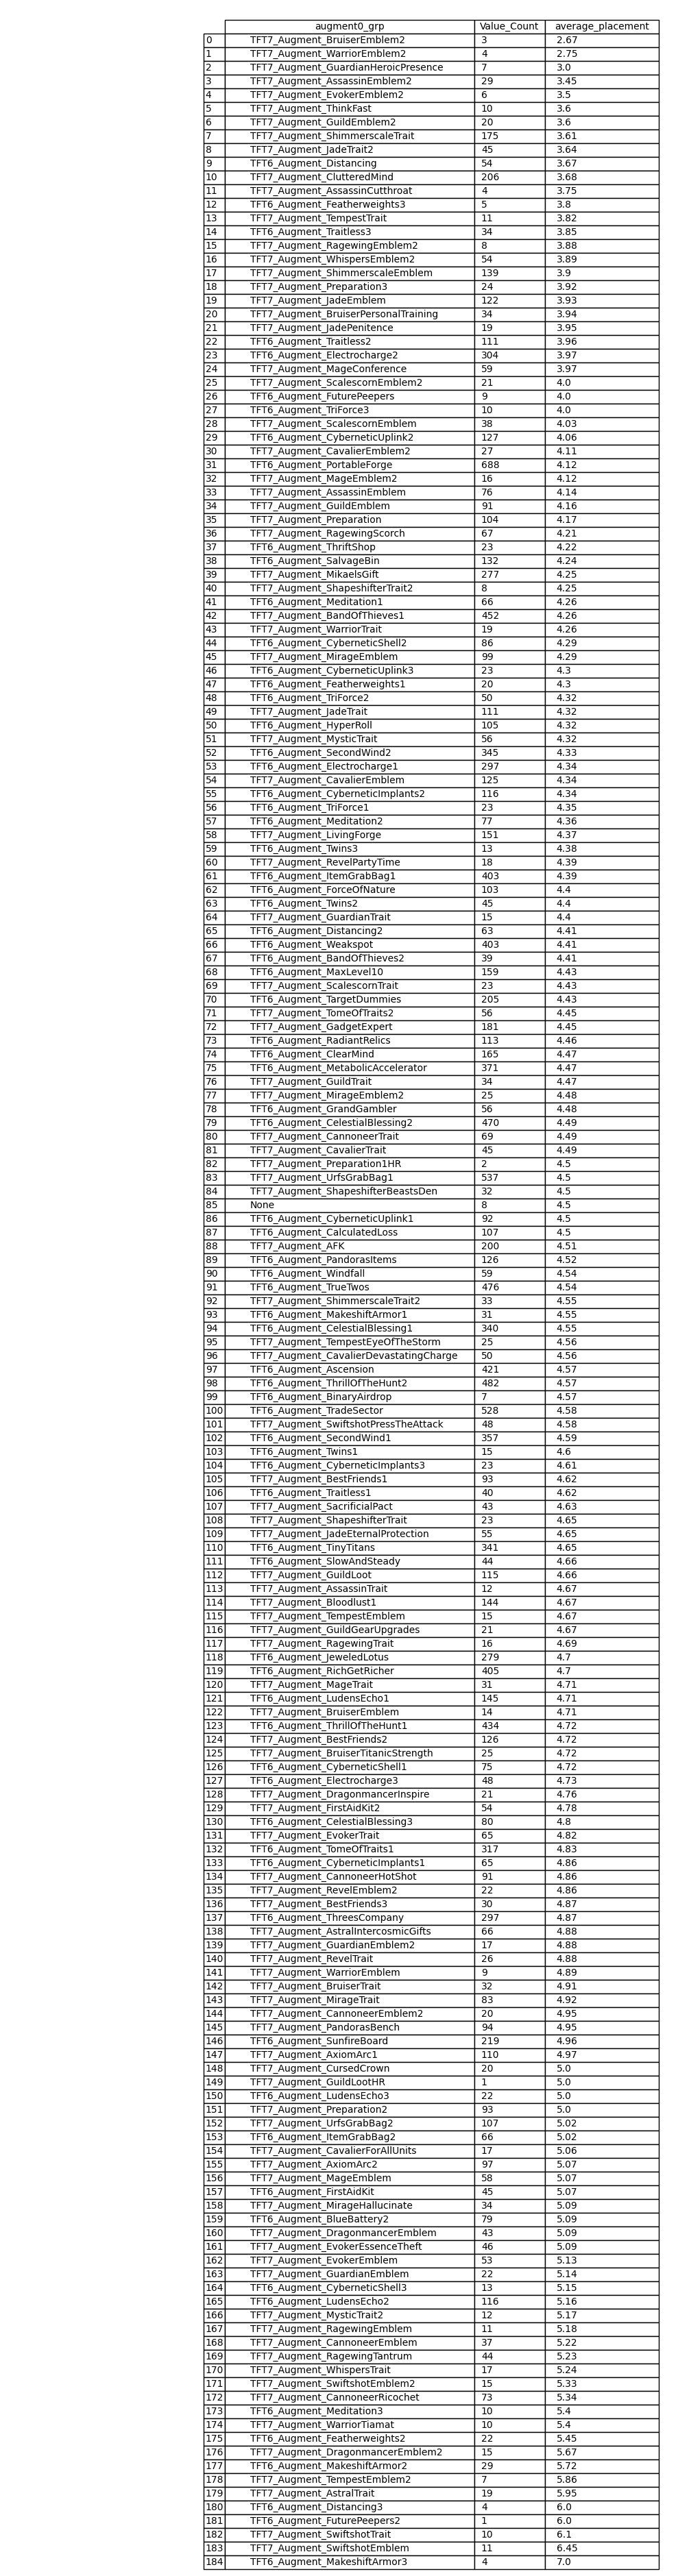 augment0_grp Value_Count average_placement
0 TFT7_Augment_BruiserEmblem2 3 2.67
1 TFT7_Augment_WarriorEmblem2 4 2.75
2 TFT7_Augment_GuardianHeroicPresence 7 3.0
3 TFT7_Augment_AssassinEmblem2 29 3.45
4 TFT7_Augment_EvokerEmblem2 6 3.5
5 TFT7_Augment_ThinkFast 10 3.6
6 TFT7_Augment_GuildEmblem2 20 3.6
7 TFT7_Augment_ShimmerscaleTrait 175 3.61
8 TFT7_Augment_JadeTrait2 45 3.64
9 TFT6_Augment_Distancing 54 3.67
10 TFT7_Augment_ClutteredMind 206 3.68
11 TFT7_Augment_AssassinCutthroat 4 3.75
12 TFT6_Augment_Featherweights3 5 3.8
13 TFT7_Augment_TempestTrait 11 3.82
14 TFT6_Augment_Traitless3 34 3.85
15 TFT7_Augment_RagewingEmblem2 8 3.88
16 TFT7_Augment_WhispersEmblem2 54 3.89
17 TFT7_Augment_ShimmerscaleEmblem 139 3.9
18 TFT7_Augment_Preparation3 24 3.92
19 TFT7_Augment_JadeEmblem 122 3.93
20 TFT7_Augment_BruiserPersonalTraining 34 3.94
21 TFT7_Augment_JadePenitence 19 3.95
22 TFT6_Augment_Traitless2 111 3.96
23 TFT6_Augment_Electrocharge2 304 3.97
24 TFT7_Augment_MageConference 59 3.97
25 TFT7_Augment_ScalescornEmblem2 21 4.0
26 TFT6_Augment_FuturePeepers 9 4.0
27 TFT6_Augment_TriForce3 10 4.0
28 TFT7_Augment_ScalescornEmblem 38 4.03
29 TFT6_Augment_CyberneticUplink2 127 4.06
30 TFT7_Augment_CavalierEmblem2 27 4.11
31 TFT6_Augment_PortableForge 688 4.12
32 TFT7_Augment_MageEmblem2 16 4.12
33 TFT7_Augment_AssassinEmblem 76 4.14
34 TFT7_Augment_GuildEmblem 91 4.16
35 TFT7_Augment_Preparation 104 4.17
36 TFT7_Augment_RagewingScorch 67 4.21
37 TFT6_Augment_ThriftShop 23 4.22
38 TFT6_Augment_SalvageBin 132 4.24
39 TFT7_Augment_MikaelsGift 277 4.25
40 TFT7_Augment_ShapeshifterTrait2 8 4.25
41 TFT6_Augment_Meditation1 66 4.26
42 TFT7_Augment_BandOfThieves1 452 4.26
43 TFT7_Augment_WarriorTrait 19 4.26
44 TFT6_Augment_CyberneticShell2 86 4.29
45 TFT7_Augment_MirageEmblem 99 4.29
46 TFT6_Augment_CyberneticUplink3 23 4.3
47 TFT6_Augment_Featherweights1 20 4.3
48 TFT6_Augment_TriForce2 50 4.32
49 TFT7_Augment_JadeTrait 111 4.32
50 TFT6_Augment_HyperRoll 105 4.32
51 TFT7_Augment_MysticTrait 56 4.32
52 TFT6_Augment_SecondWind2 345 4.33
53 TFT6_Augment_Electrocharge1 297 4.34
54 TFT7_Augment_CavalierEmblem 125 4.34
55 TFT6_Augment_CyberneticImplants2 116 4.34
56 TFT6_Augment_TriForce1 23 4.35
57 TFT6_Augment_Meditation2 77 4.36
58 TFT7_Augment_LivingForge 151 4.37
59 TFT6_Augment_Twins3 13 4.38
60 TFT7_Augment_RevelPartyTime 18 4.39
61 TFT6_Augment_ItemGrabBag1 403 4.39
62 TFT6_Augment_ForceOfNature 103 4.4
63 TFT6_Augment_Twins2 45 4.4
64 TFT7_Augment_GuardianTrait 15 4.4
65 TFT6_Augment_Distancing2 63 4.41
66 TFT6_Augment_Weakspot 403 4.41
67 TFT6_Augment_BandOfThieves2 39 4.41
68 TFT6_Augment_MaxLevel10 159 4.43
69 TFT7_Augment_ScalescornTrait 23 4.43
70 TFT6_Augment_TargetDummies 205 4.43
71 TFT7_Augment_TomeOfTraits2 56 4.45
72 TFT7_Augment_GadgetExpert 181 4.45
73 TFT6_Augment_RadiantRelics 113 4.46
74 TFT6_Augment_ClearMind 165 4.47
75 TFT6_Augment_MetabolicAccelerator 371 4.47
76 TFT7_Augment_GuildTrait 34 4.47
77 TFT7_Augment_MirageEmblem2 25 4.48
78 TFT6_Augment_GrandGambler 56 4.48
79 TFT6_Augment_CelestialBlessing2 470 4.49
80 TFT7_Augment_CannoneerTrait 69 4.49
81 TFT7_Augment_CavalierTrait 45 4.49
82 TFT7_Augment_Preparation1HR 2 4.5
83 TFT7_Augment_UrfsGrabBag1 537 4.5
84 TFT7_Augment_ShapeshifterBeastsDen 32 4.5
85 None 8 4.5
86 TFT6_Augment_CyberneticUplink1 92 4.5
87 TFT6_Augment_CalculatedLoss 107 4.5
88 TFT7_Augment_AFK 200 4.51
89 TFT6_Augment_PandorasItems 126 4.52
90 TFT6_Augment_Windfall 59 4.54
91 TFT6_Augment_TrueTwos 476 4.54
92 TFT7_Augment_ShimmerscaleTrait2 33 4.55
93 TFT6_Augment_MakeshiftArmor1 31 4.55
94 TFT6_Augment_CelestialBlessing1 340 4.55
95 TFT7_Augment_TempestEyeOfTheStorm 25 4.56
96 TFT7_Augment_CavalierDevastatingCharge 50 4.56
97 TFT6_Augment_Ascension 421 4.57
98 TFT6_Augment_ThrillOfTheHunt2 482 4.57
99 TFT6_Augment_BinaryAirdrop 7 4.57
100 TFT6_Augment_TradeSector 528 4.58
101 TFT7_Augment_SwiftshotPressTheAttack 48 4.58
102 TFT6_Augment_SecondWind1 357 4.59
103 TFT6_Augment_Twins1 15 4.6
104 TFT6_Augment_CyberneticImplants3 23 4.61
105 TFT7_Augment_BestFriends1 93 4.62
106 TFT6_Augment_Traitless1 40 4.62
107 TFT7_Augment_SacrificialPact 43 4.63
108 TFT7_Augment_ShapeshifterTrait 23 4.65
109 TFT7_Augment_JadeEternalProtection 55 4.65
110 TFT6_Augment_TinyTitans 341 4.65
111 TFT6_Augment_SlowAndSteady 44 4.66
112 TFT7_Augment_GuildLoot 115 4.66
113 TFT7_Augment_AssassinTrait 12 4.67
114 TFT7_Augment_Bloodlust1 144 4.67
115 TFT7_Augment_TempestEmblem 15 4.67
116 TFT7_Augment_GuildGearUpgrades 21 4.67
117 TFT7_Augment_RagewingTrait 16 4.69
118 TFT6_Augment_JeweledLotus 279 4.7
119 TFT6_Augment_RichGetRicher 405 4.7
120 TFT7_Augment_MageTrait 31 4.71
121 TFT6_Augment_LudensEcho1 145 4.71
122 TFT7_Augment_BruiserEmblem 14 4.71
123 TFT6_Augment_ThrillOfTheHunt1 434 4.72
124 TFT7_Augment_BestFriends2 126 4.72
125 TFT7_Augment_BruiserTitanicStrength 25 4.72
126 TFT6_Augment_CyberneticShell1 75 4.72
127 TFT6_Augment_Electrocharge3 48 4.73
128 TFT7_Augment_DragonmancerInspire 21 4.76
129 TFT7_Augment_FirstAidKit2 54 4.78
130 TFT6_Augment_CelestialBlessing3 80 4.8
131 TFT7_Augment_EvokerTrait 65 4.82
132 TFT6_Augment_TomeOfTraits1 317 4.83
133 TFT6_Augment_CyberneticImplants1 65 4.86
134 TFT7_Augment_CannoneerHotShot 91 4.86
135 TFT7_Augment_RevelEmblem2 22 4.86
136 TFT7_Augment_BestFriends3 30 4.87
137 TFT6_Augment_ThreesCompany 297 4.87
138 TFT7_Augment_AstralIntercosmicGifts 66 4.88
139 TFT7_Augment_GuardianEmblem2 17 4.88
140 TFT7_Augment_RevelTrait 26 4.88
141 TFT7_Augment_WarriorEmblem 9 4.89
142 TFT7_Augment_BruiserTrait 32 4.91
143 TFT7_Augment_MirageTrait 83 4.92
144 TFT7_Augment_CannoneerEmblem2 20 4.95
145 TFT7_Augment_PandorasBench 94 4.95
146 TFT6_Augment_SunfireBoard 219 4.96
147 TFT7_Augment_AxiomArc1 110 4.97
148 TFT7_Augment_CursedCrown 20 5.0
149 TFT7_Augment_GuildLootHR 1 5.0
150 TFT6_Augment_LudensEcho3 22 5.0
151 TFT7_Augment_Preparation2 93 5.0
152 TFT7_Augment_UrfsGrabBag2 107 5.02
153 TFT6_Augment_ItemGrabBag2 66 5.02
154 TFT7_Augment_CavalierForAllUnits 17 5.06
155 TFT7_Augment_AxiomArc2 97 5.07
156 TFT7_Augment_MageEmblem 58 5.07
157 TFT6_Augment_FirstAidKit 45 5.07
158 TFT7_Augment_MirageHallucinate 34 5.09
159 TFT6_Augment_BlueBattery2 79 5.09
160 TFT7_Augment_DragonmancerEmblem 43 5.09
161 TFT7_Augment_EvokerEssenceTheft 46 5.09
162 TFT7_Augment_EvokerEmblem 53 5.13
163 TFT7_Augment_GuardianEmblem 22 5.14
164 TFT6_Augment_CyberneticShell3 13 5.15
165 TFT6_Augment_LudensEcho2 116 5.16
166 TFT7_Augment_MysticTrait2 12 5.17
167 TFT7_Augment_RagewingEmblem 11 5.18
168 TFT7_Augment_CannoneerEmblem 37 5.22
169 TFT7_Augment_RagewingTantrum 44 5.23
170 TFT7_Augment_WhispersTrait 17 5.24
171 TFT7_Augment_SwiftshotEmblem2 15 5.33
172 TFT7_Augment_CannoneerRicochet 73 5.34
173 TFT6_Augment_Meditation3 10 5.4
174 TFT7_Augment_WarriorTiamat 10 5.4
175 TFT6_Augment_Featherweights2 22 5.45
176 TFT7_Augment_DragonmancerEmblem2 15 5.67
177 TFT6_Augment_MakeshiftArmor2 29 5.72
178 TFT7_Augment_TempestEmblem2 7 5.86
179 TFT7_Augment_AstralTrait 19 5.95
180 TFT6_Augment_Distancing3 4 6.0
181 TFT6_Augment_FuturePeepers2 1 6.0
182 TFT7_Augment_SwiftshotTrait 10 6.1
183 TFT7_Augment_SwiftshotEmblem 11 6.45
184 TFT6_Augment_MakeshiftArmor3 4 7.0